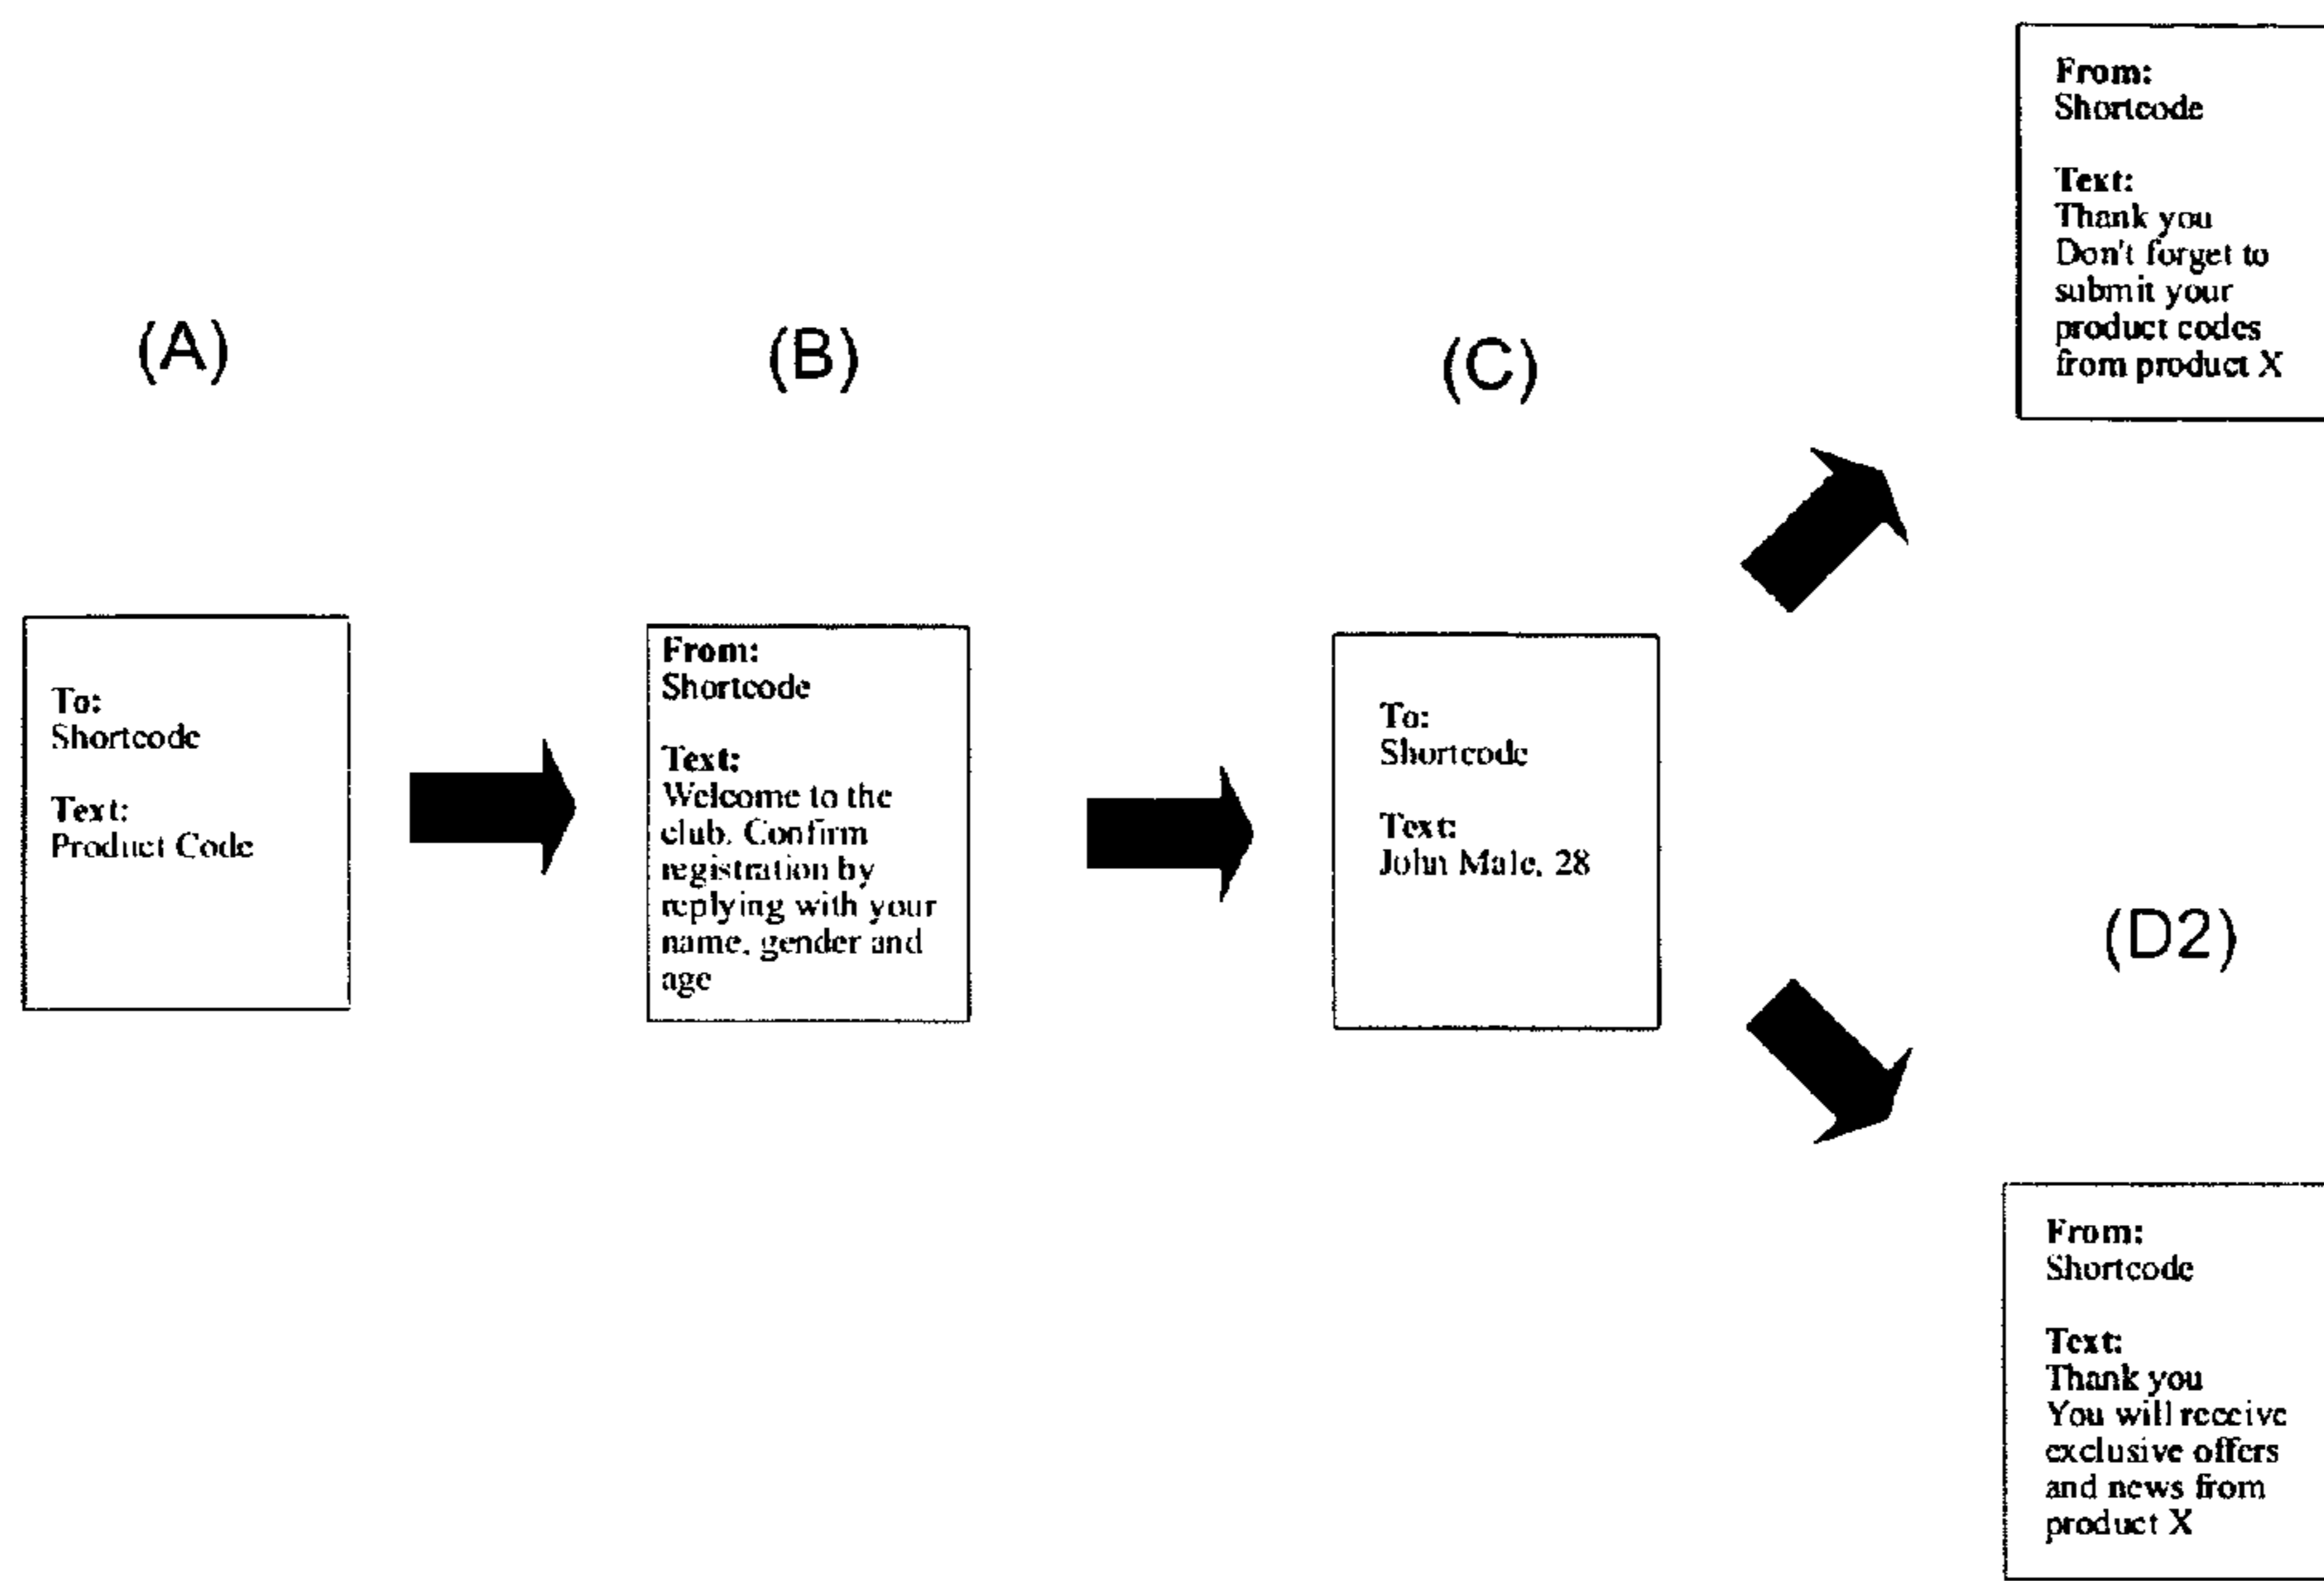 (A)
To:
Shortcode
Text:
Product Code
(B)
From:
Shortcode
Text:
Welcome to the
club. Confirm
registration by
replying with your
name, gender and
age
(C)
To:
Shortcode
Text:
John Male, 28
From:
Shortcode
Text:
Thank you
Don't forget to
submit your
product codes
from product X
(D2)
From:
Shortcode
Text:
Thank you
You will receive
exclusive offers
and news from
product X